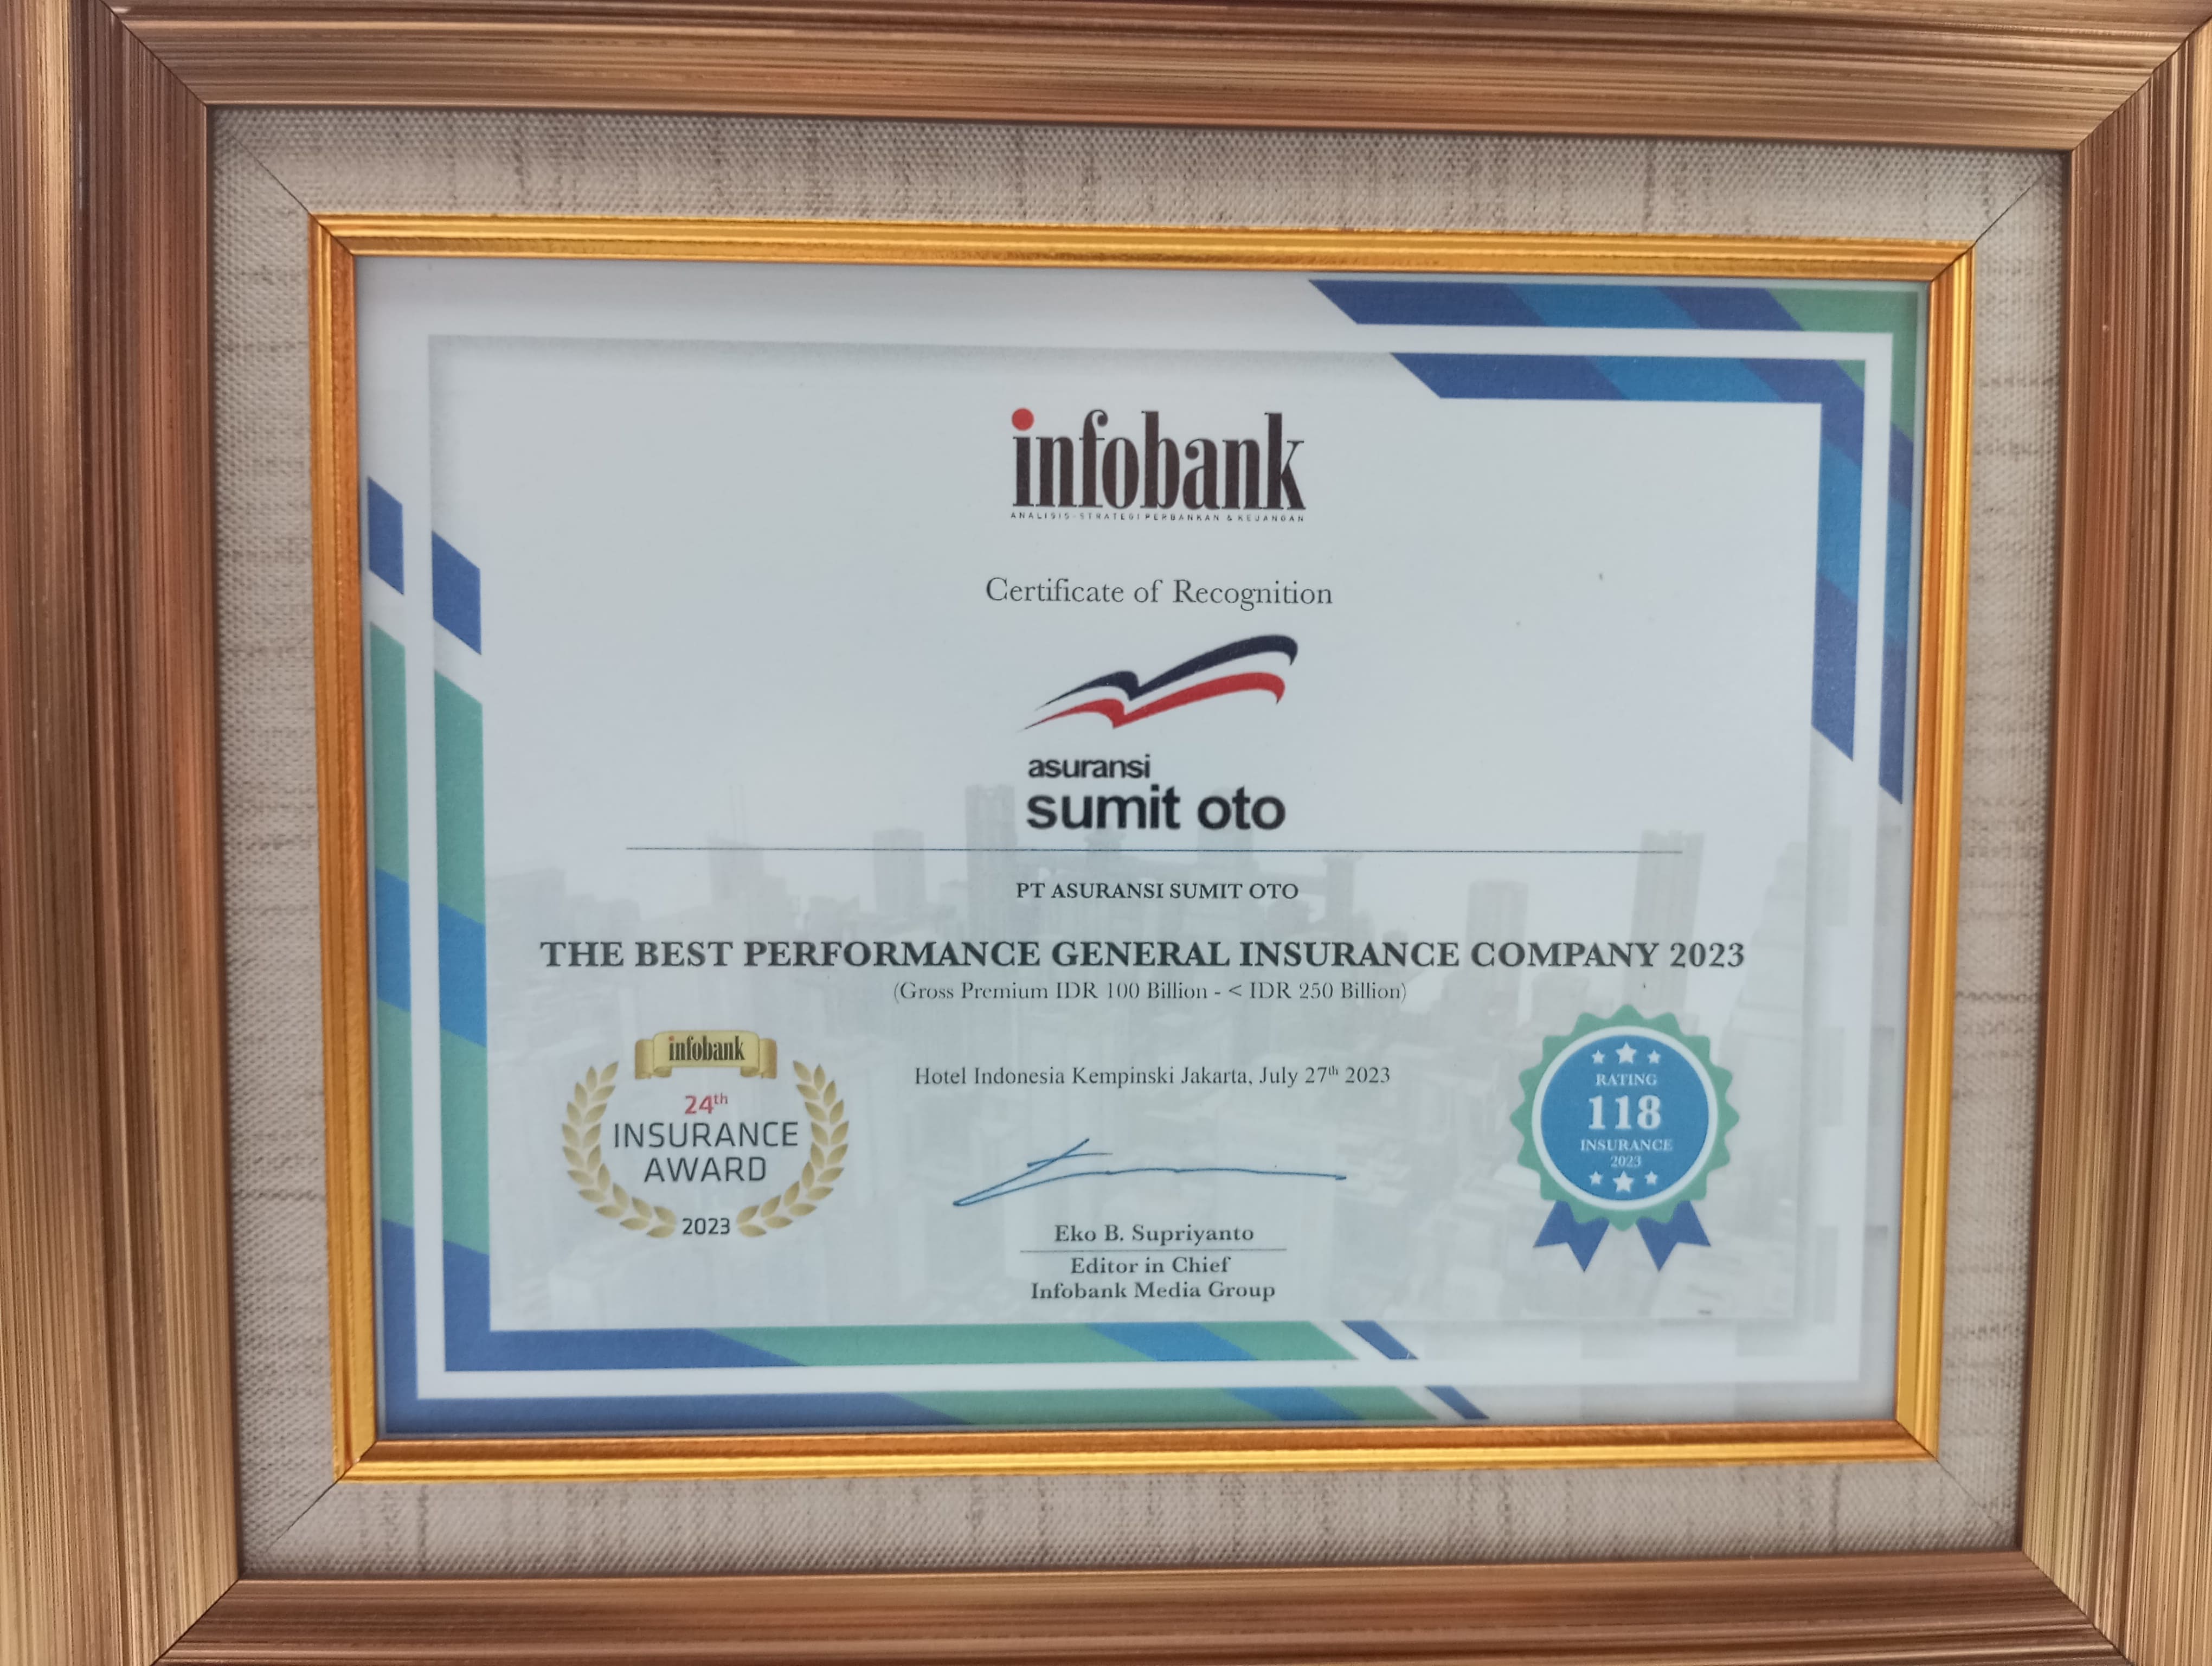 infobank
ANALISIS-STRATEGI PERBANKAN & KEUANGAN
Certificate of Recognition
asuransi
sumit oto
PT ASURANSI SUMIT OTO
THE BEST PERFORMANCE GENERAL INSURANCE COMPANY 2023
(Gross Premium IDR 100 Billion - < IDR 250 Billion)
infobank
24th
INSURANCE
AWARD
2023
Hotel Indonesia Kempinski Jakarta, July 27th 2023
Eko B. Supriyanto
Editor in Chief
Infobank Media Group
RATING
118
INSURANCE
2023